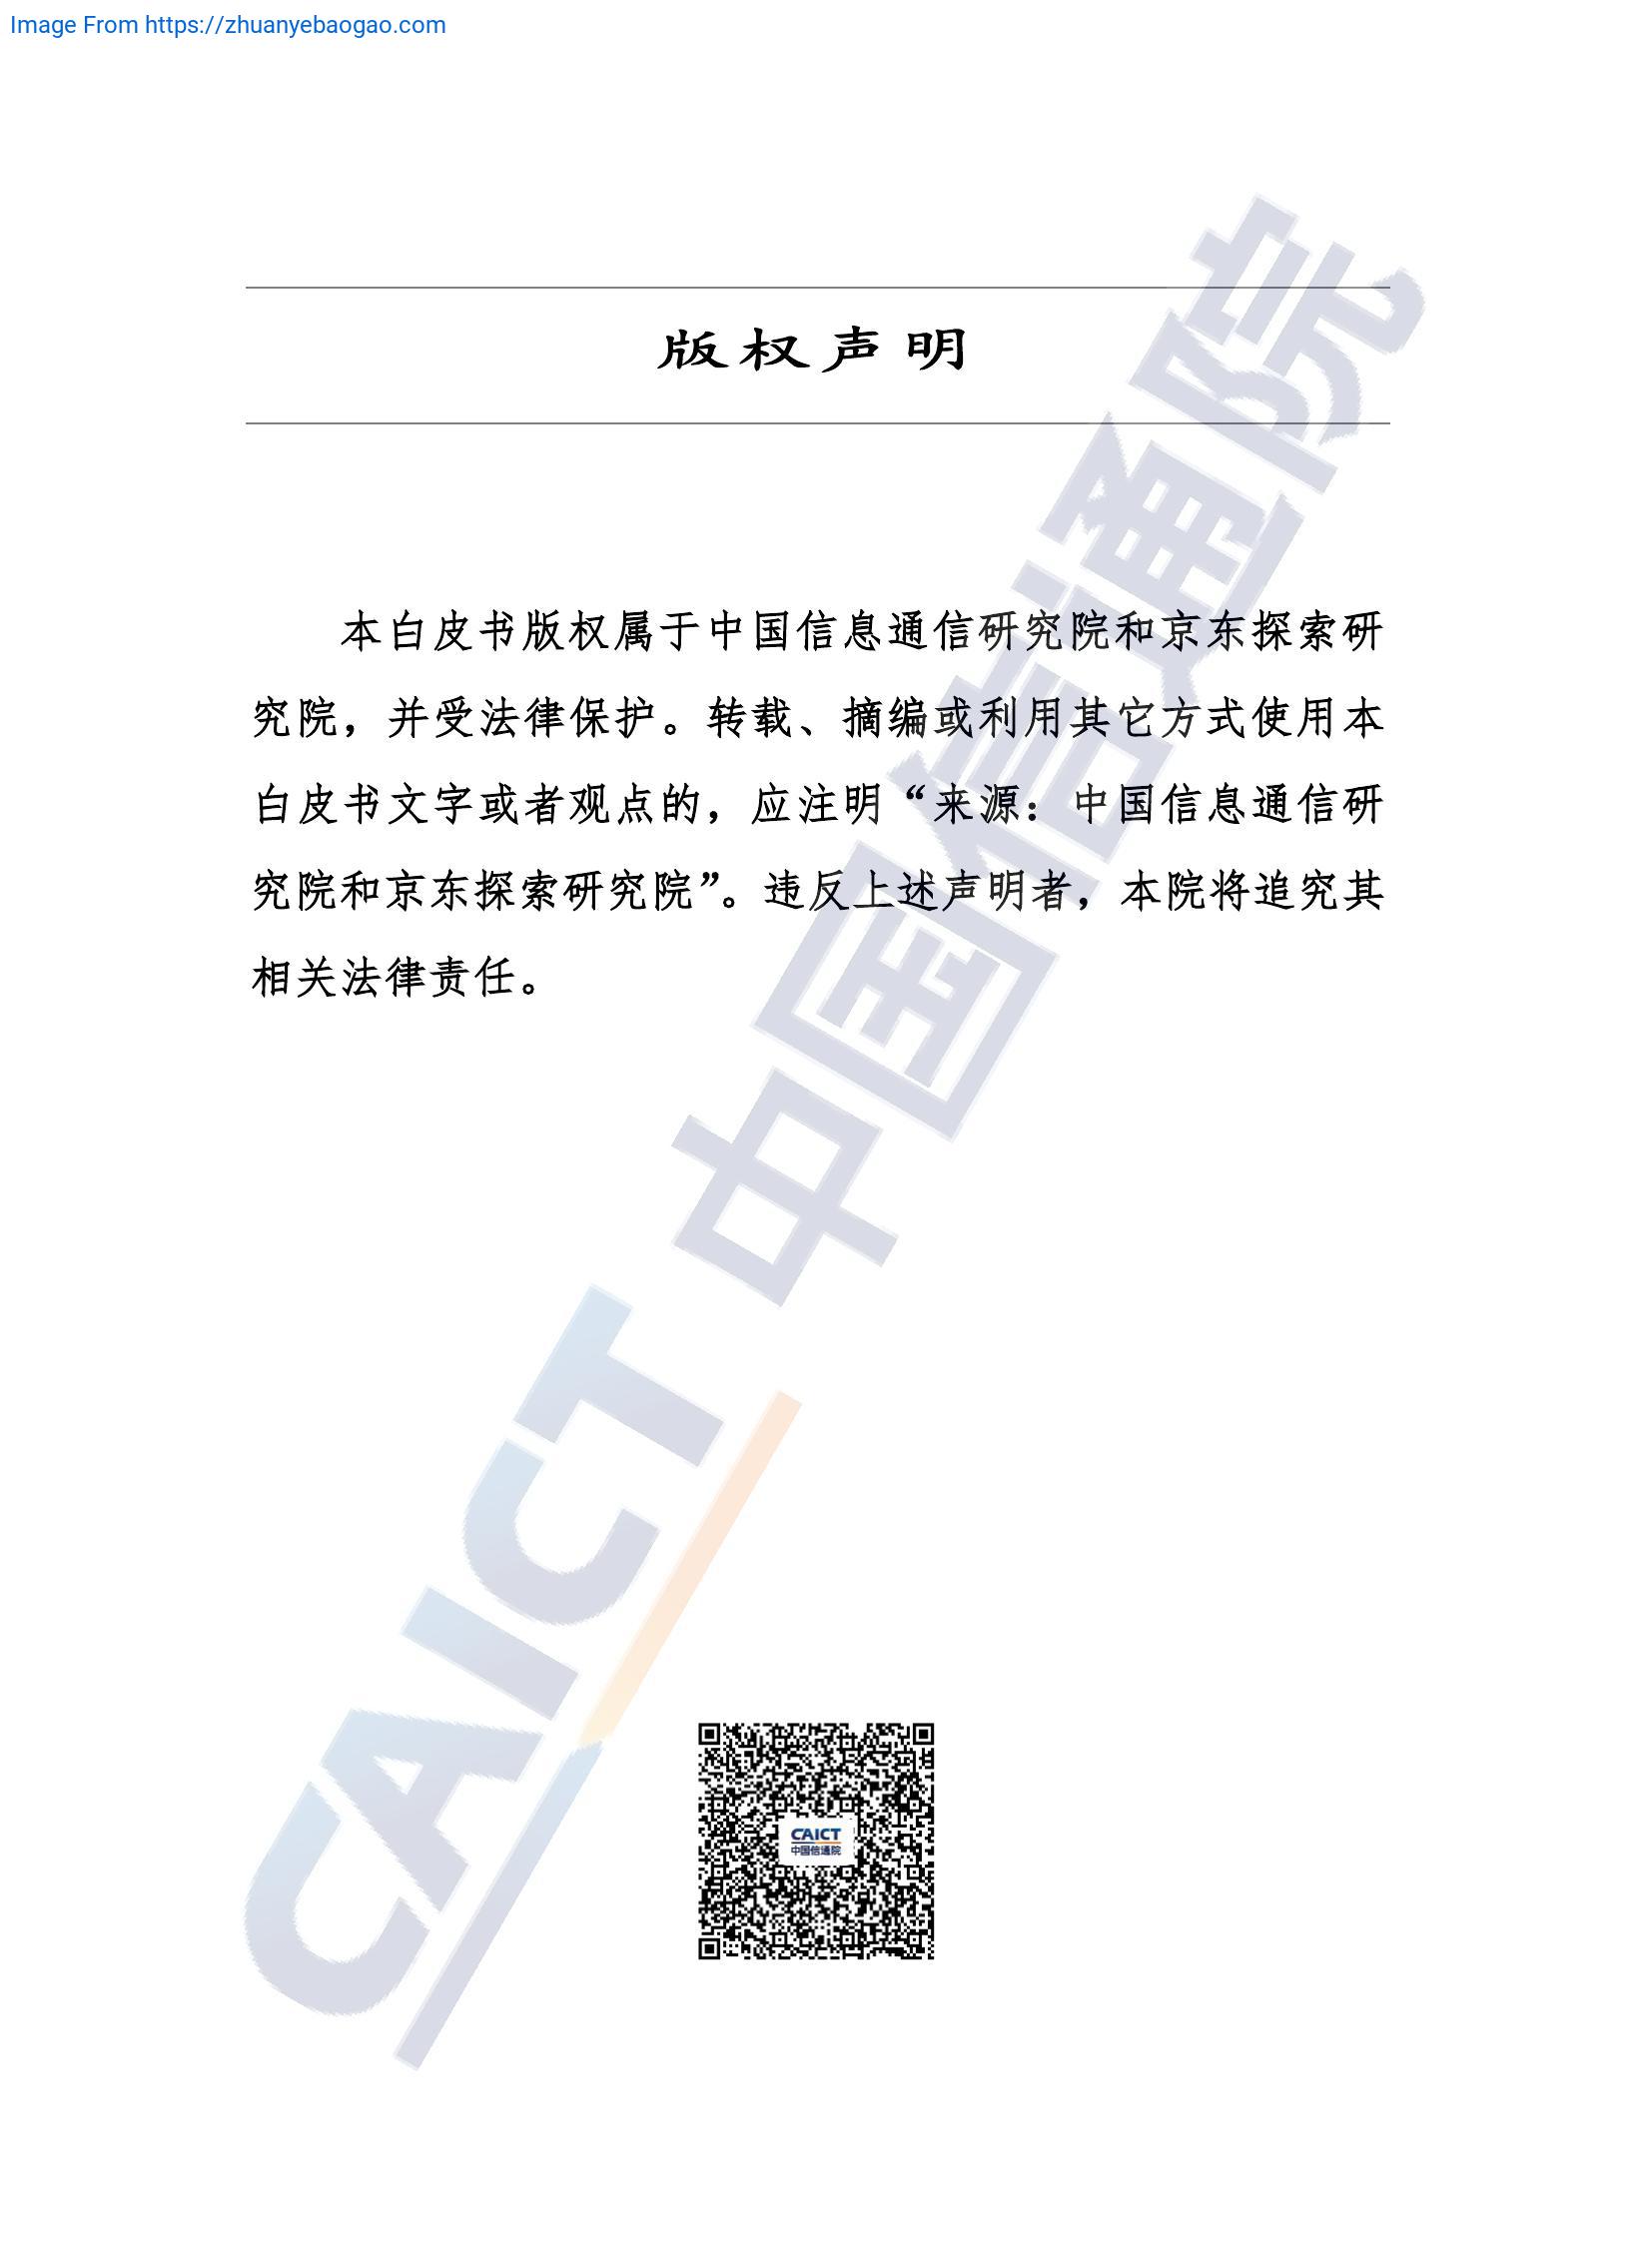 Image From https://zhuanyebaogao.com
版权声明
本白皮书版权属于中国信息通信研究院和京东探索研
究院，并受法律保护。转载、摘编或利用其它方式使用本
白皮书文字或者观点的，应注明“来源：中国信息通信研
究院和京东探索研究院”。违反上述声明者，本院将追究其
相关法律责任。
CAICT 中国信通院
CAICT
中国信通院